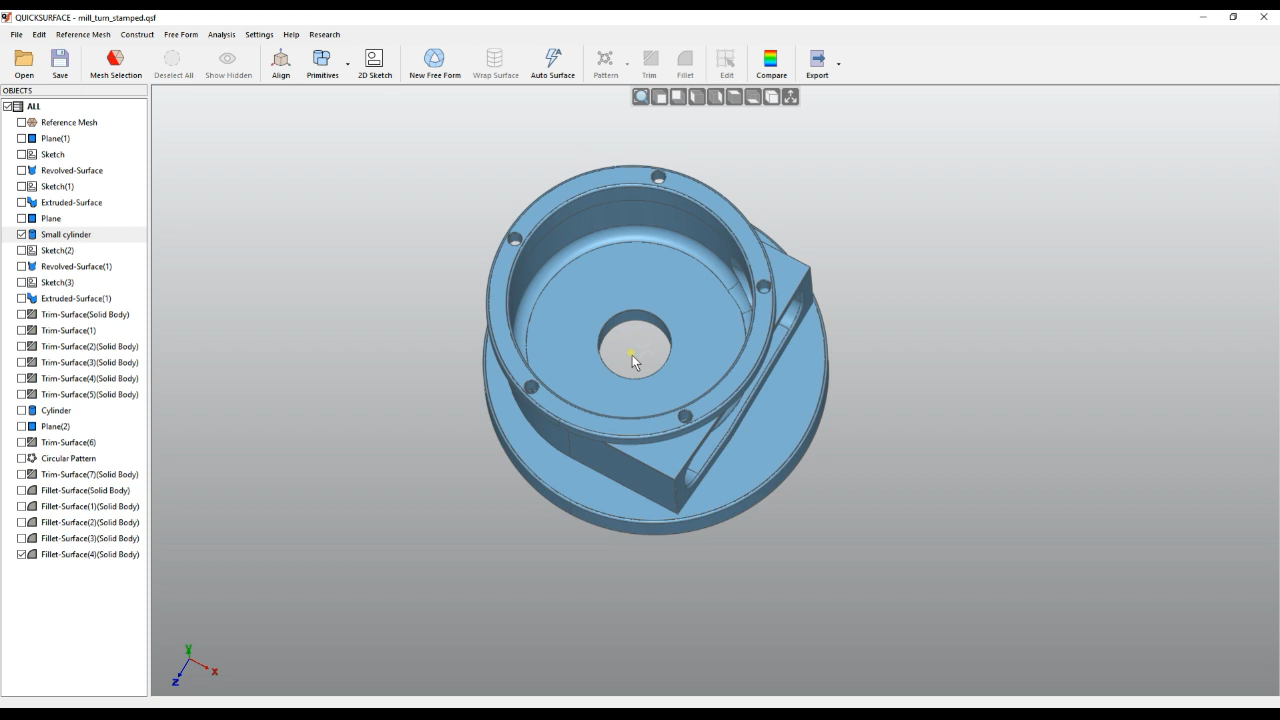 QUICKSURFACE - mill_turn_stamped.qsf
File Edit Reference Mesh Construct Free Form Analysis Settings Help Research
Open Save Mesh Selection Deselect All Show Hidden Align Primitives 2D Sketch New Free Form Wrap Surface Auto Surface Pattern Trim Fillet Edit Compare Export
OBJECTS
ALL
Reference Mesh
Plane(1)
Sketch
Revolved-Surface
Sketch(1)
Extruded-Surface
Plane
Small cylinder
Sketch(2)
Revolved-Surface(1)
Sketch(3)
Extruded-Surface(1)
Trim-Surface(Solid Body)
Trim-Surface(1)
Trim-Surface(2)(Solid Body)
Trim-Surface(3)(Solid Body)
Trim-Surface(4)(Solid Body)
Trim-Surface(5)(Solid Body)
Cylinder
Plane(2)
Trim-Surface(6)
Circular Pattern
Trim-Surface(7)(Solid Body)
Fillet-Surface(Solid Body)
Fillet-Surface(1)(Solid Body)
Fillet-Surface(2)(Solid Body)
Fillet-Surface(3)(Solid Body)
Fillet-Surface(4)(Solid Body)
Y
X
Z